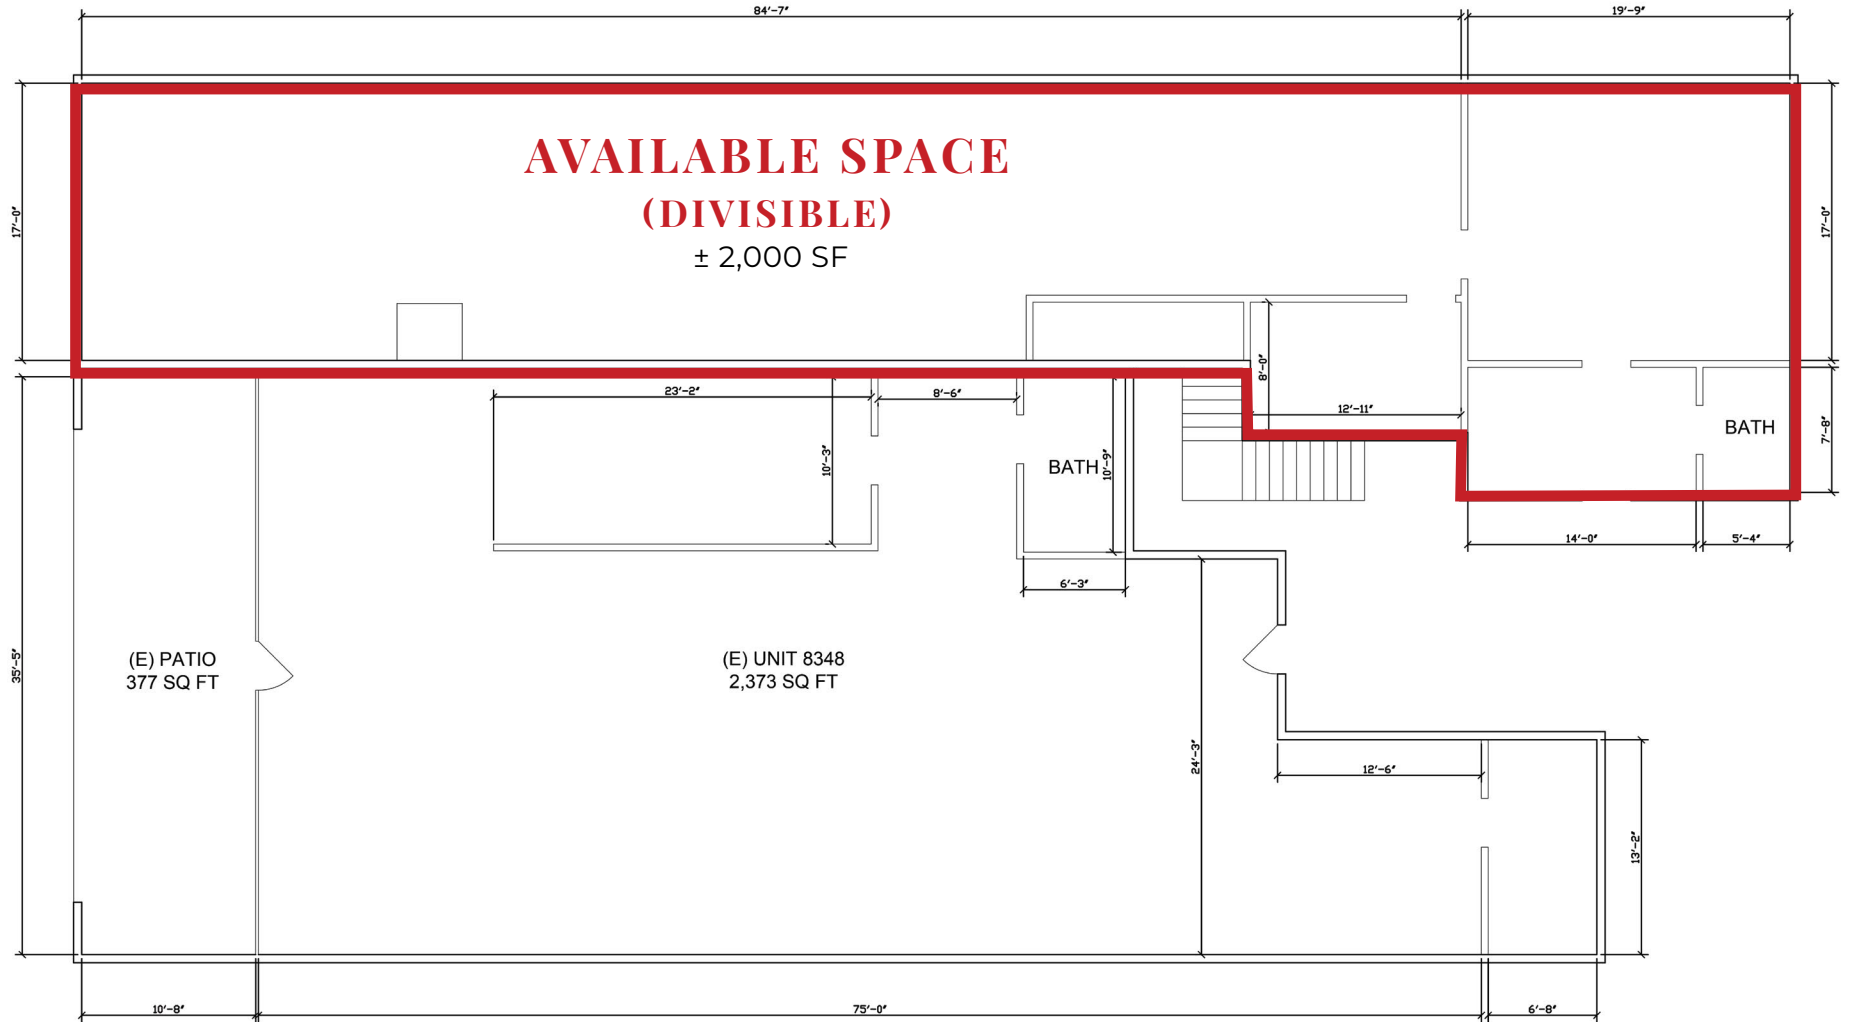 84'-7"
19'-9"
AVAILABLE SPACE
(DIVISIBLE)
± 2,000 SF
17'-0"
17'-0"
8'-0"
12'-11"
23'-2"
8'-6"
10'-3"
BATH
10'-9"
BATH
7'-8"
14'-0"
5'-4"
6'-3"
35'-5"
(E) PATIO
377 SQ FT
(E) UNIT 8348
2,373 SQ FT
24'-3"
12'-6"
13'-2"
10'-8"
75'-0"
6'-8"